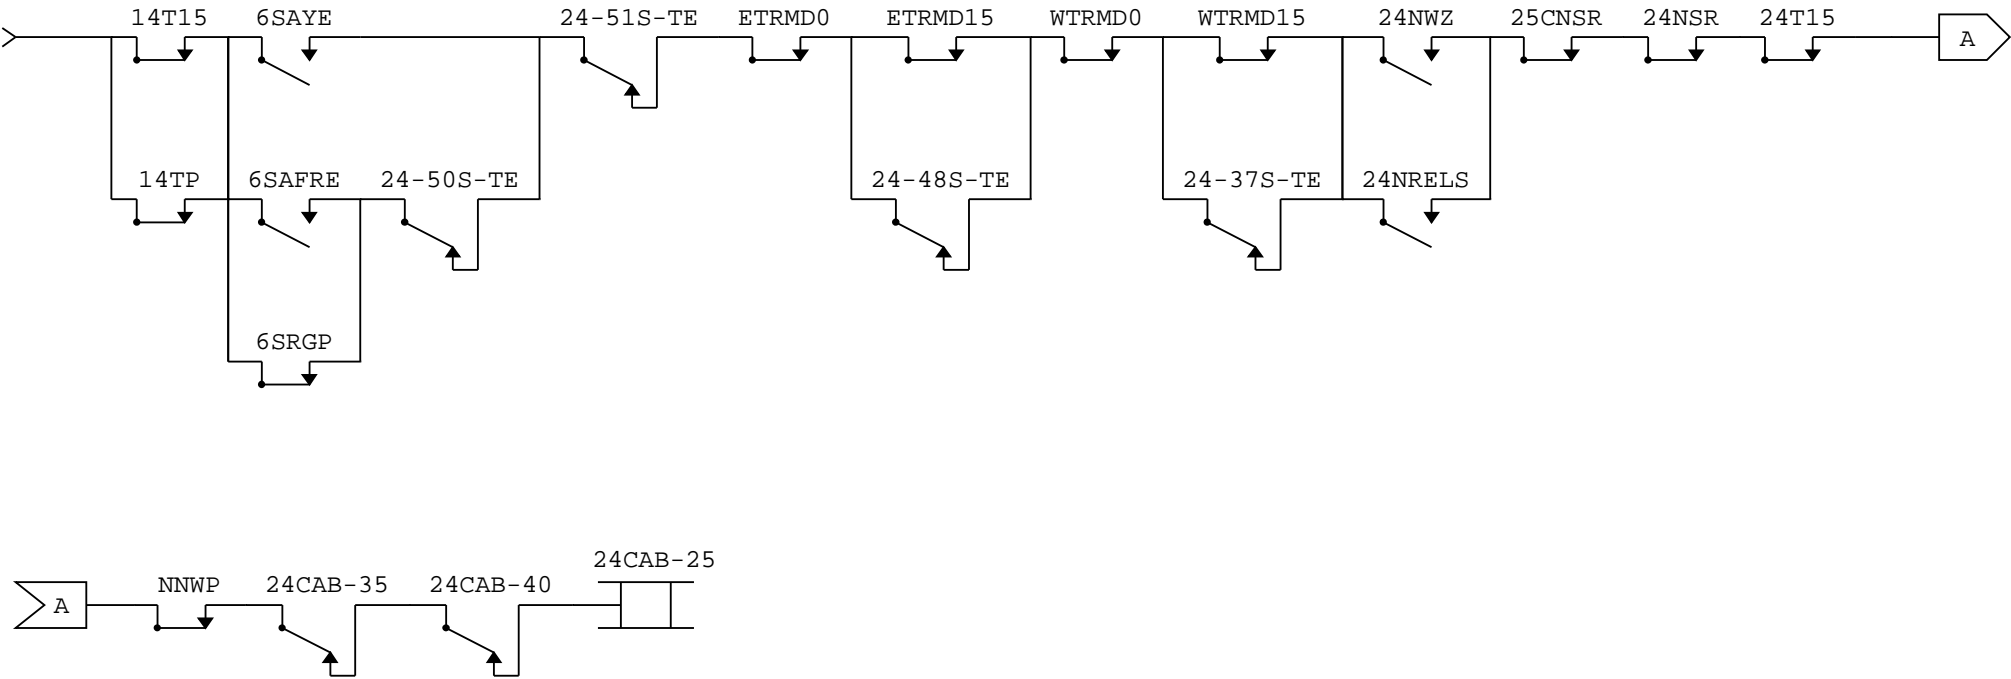 14T15 6SAYE 24-51S-TE ETRMD0 ETRMD15 WTRMD0 WTRMD15 24NWZ 25CNSR 24NSR 24T15
A
14TP 6SAFRE 24-50S-TE 24-48S-TE 24-37S-TE 24NRELS
6SRGP
24CAB-25
A NNWP 24CAB-35 24CAB-40